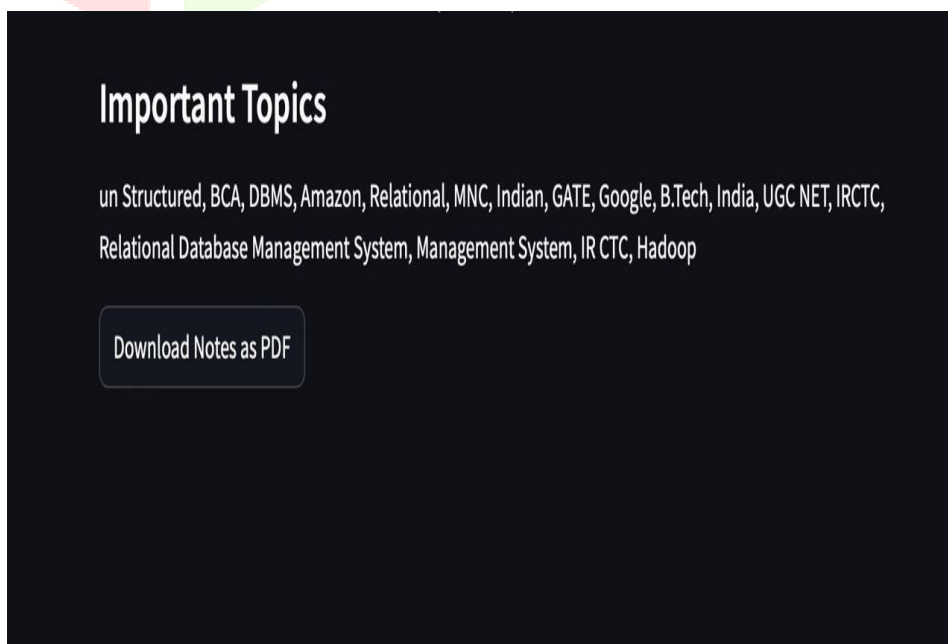 Important Topics
un Structured, BCA, DBMS, Amazon, Relational, MNC, Indian, GATE, Google, B.Tech, India, UGC NET, IRCTC,
Relational Database Management System, Management System, IR CTC, Hadoop
Download Notes as PDF